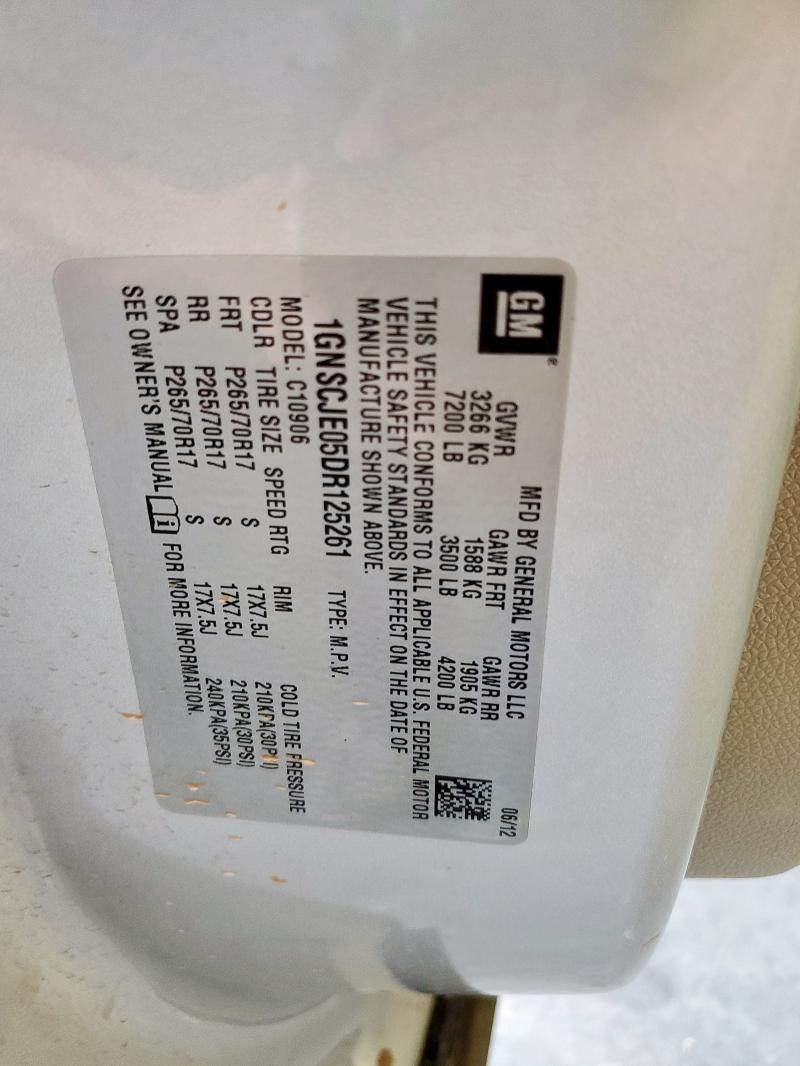 GM®
MFD BY GENERAL MOTORS LLC 06/12
GVWR GAWR FRT GAWR RR
3266 KG 1588 KG 1905 KG
7200 LB 3500 LB 4200 LB
THIS VEHICLE CONFORMS TO ALL APPLICABLE U.S. FEDERAL MOTOR
VEHICLE SAFETY STANDARDS IN EFFECT ON THE DATE OF
MANUFACTURE SHOWN ABOVE.
1GNSCJE05DR125261 TYPE: M.P.V.
MODEL: C10906
CDLR TIRE SIZE SPEED RTG RIM COLD TIRE PRESSURE
FRT P265/70R17 S 17X7.5J 210KPA(30PSI)
RR P265/70R17 S 17X7.5J 210KPA(30PSI)
SPA P265/70R17 S 17X7.5J 240KPA(35PSI)
SEE OWNER'S MANUAL FOR MORE INFORMATION.